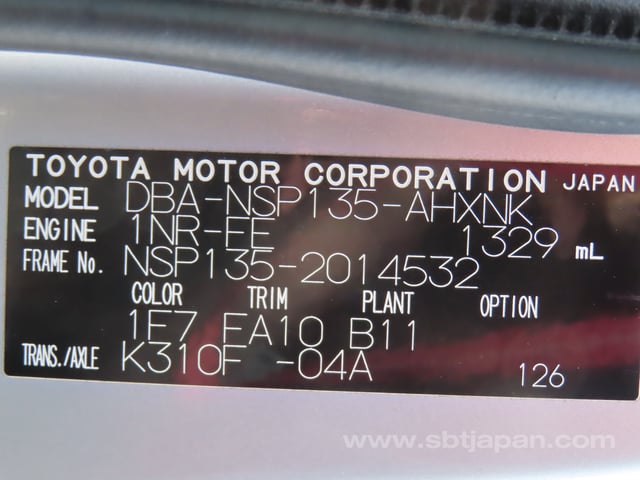 TOYOTA MOTOR CORPORATION JAPAN
MODEL DBA-NSP135-AHXNK
ENGINE 1NR-FE 1329 mL
FRAME No. NSP135-2014532
COLOR TRIM PLANT OPTION
1E7 FA10 B11
TRANS./AXLE K310F -04A 126
www.sbtjapan.com